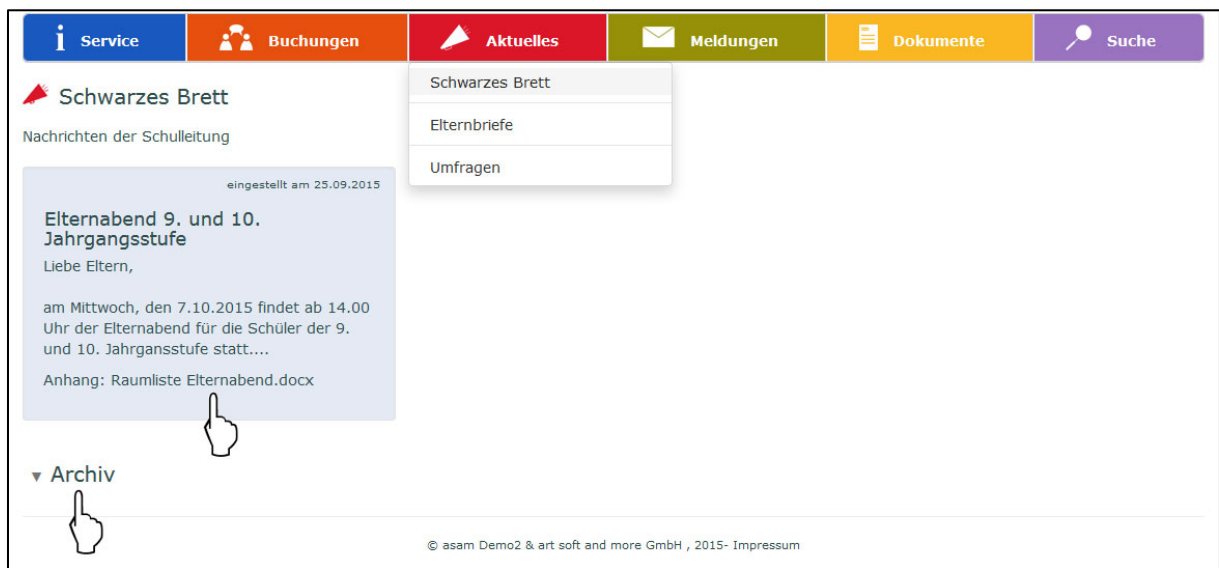 Service Buchungen Aktuelles Meldungen Dokumente Suche
Schwarzes Brett
Elternbriefe
Umfragen
Schwarzes Brett
Nachrichten der Schulleitung
eingestellt am 25.09.2015
Elternabend 9. und 10.
Jahrgangsstufe
Liebe Eltern,
am Mittwoch, den 7.10.2015 findet ab 14.00
Uhr der Elternabend für die Schüler der 9.
und 10. Jahrgansstufe statt....
Anhang: Raumliste Elternabend.docx
Archiv
© asam Demo2 & art soft and more GmbH , 2015- Impressum